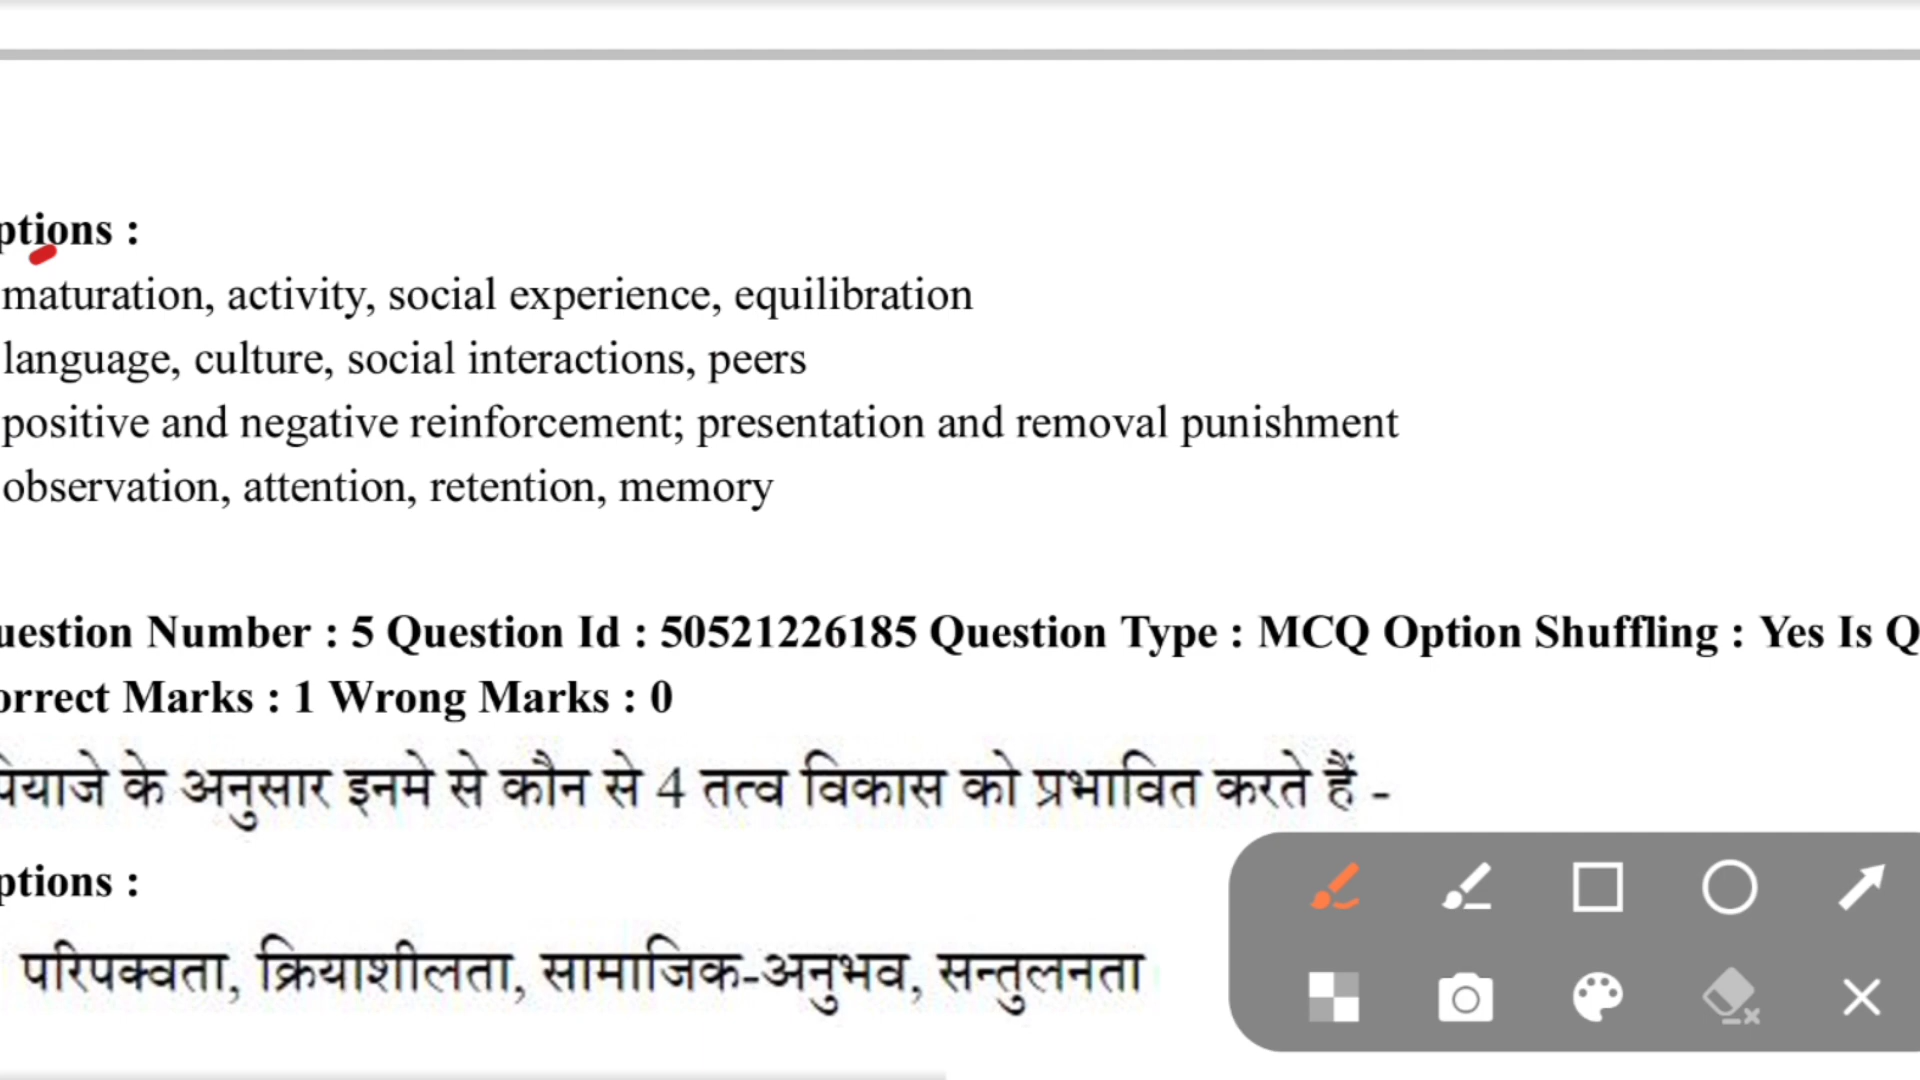 ptions :
maturation, activity, social experience, equilibration
language, culture, social interactions, peers
positive and negative reinforcement; presentation and removal punishment
observation, attention, retention, memory
uestion Number : 5 Question Id : 50521226185 Question Type : MCQ Option Shuffling : Yes Is Q
orrect Marks : 1 Wrong Marks : 0
पियाजे के अनुसार इनमे से कौन से 4 तत्व विकास को प्रभावित करते हैं -
ptions :
परिपक्वता, क्रियाशीलता, सामाजिक-अनुभव, सन्तुलनता